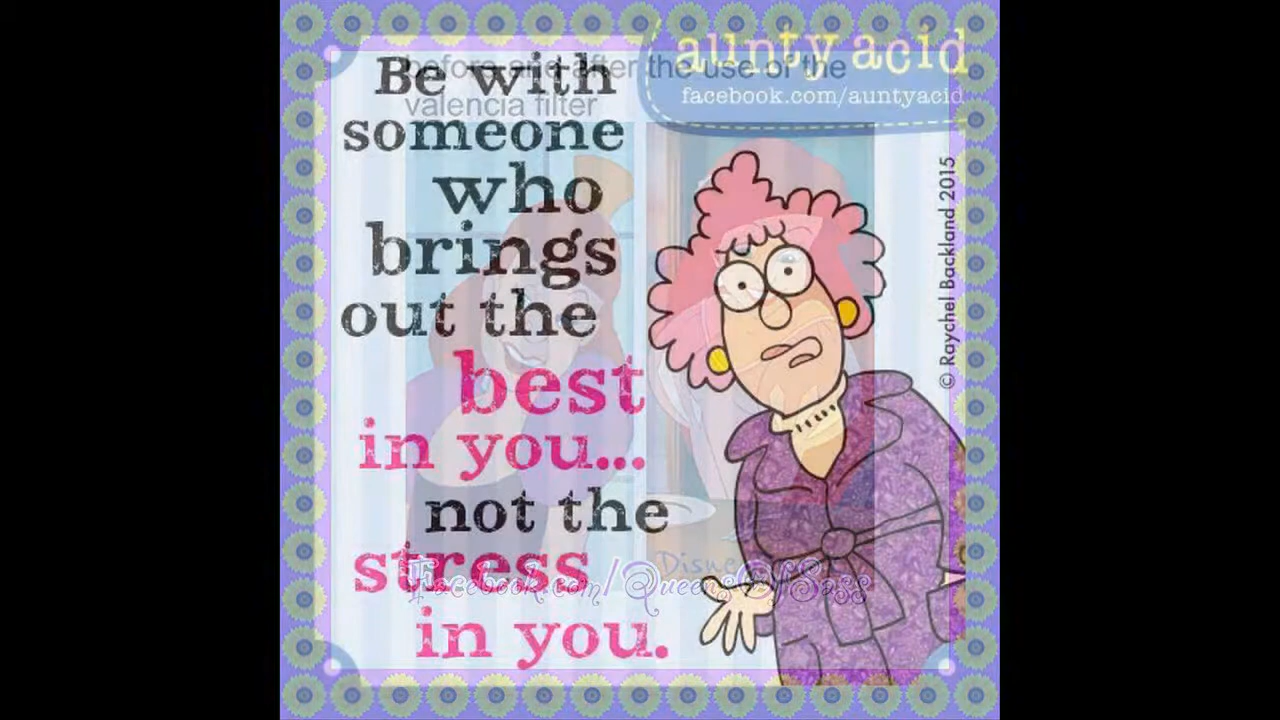 aunty acid
facebook.com/auntyacid
before and after the use of the
valencia filter
Be with
someone
who
brings
out the
best
in you...
not the
stress
in you.
© Raychel Backland 2015
Facebook.com/QueensOfSass